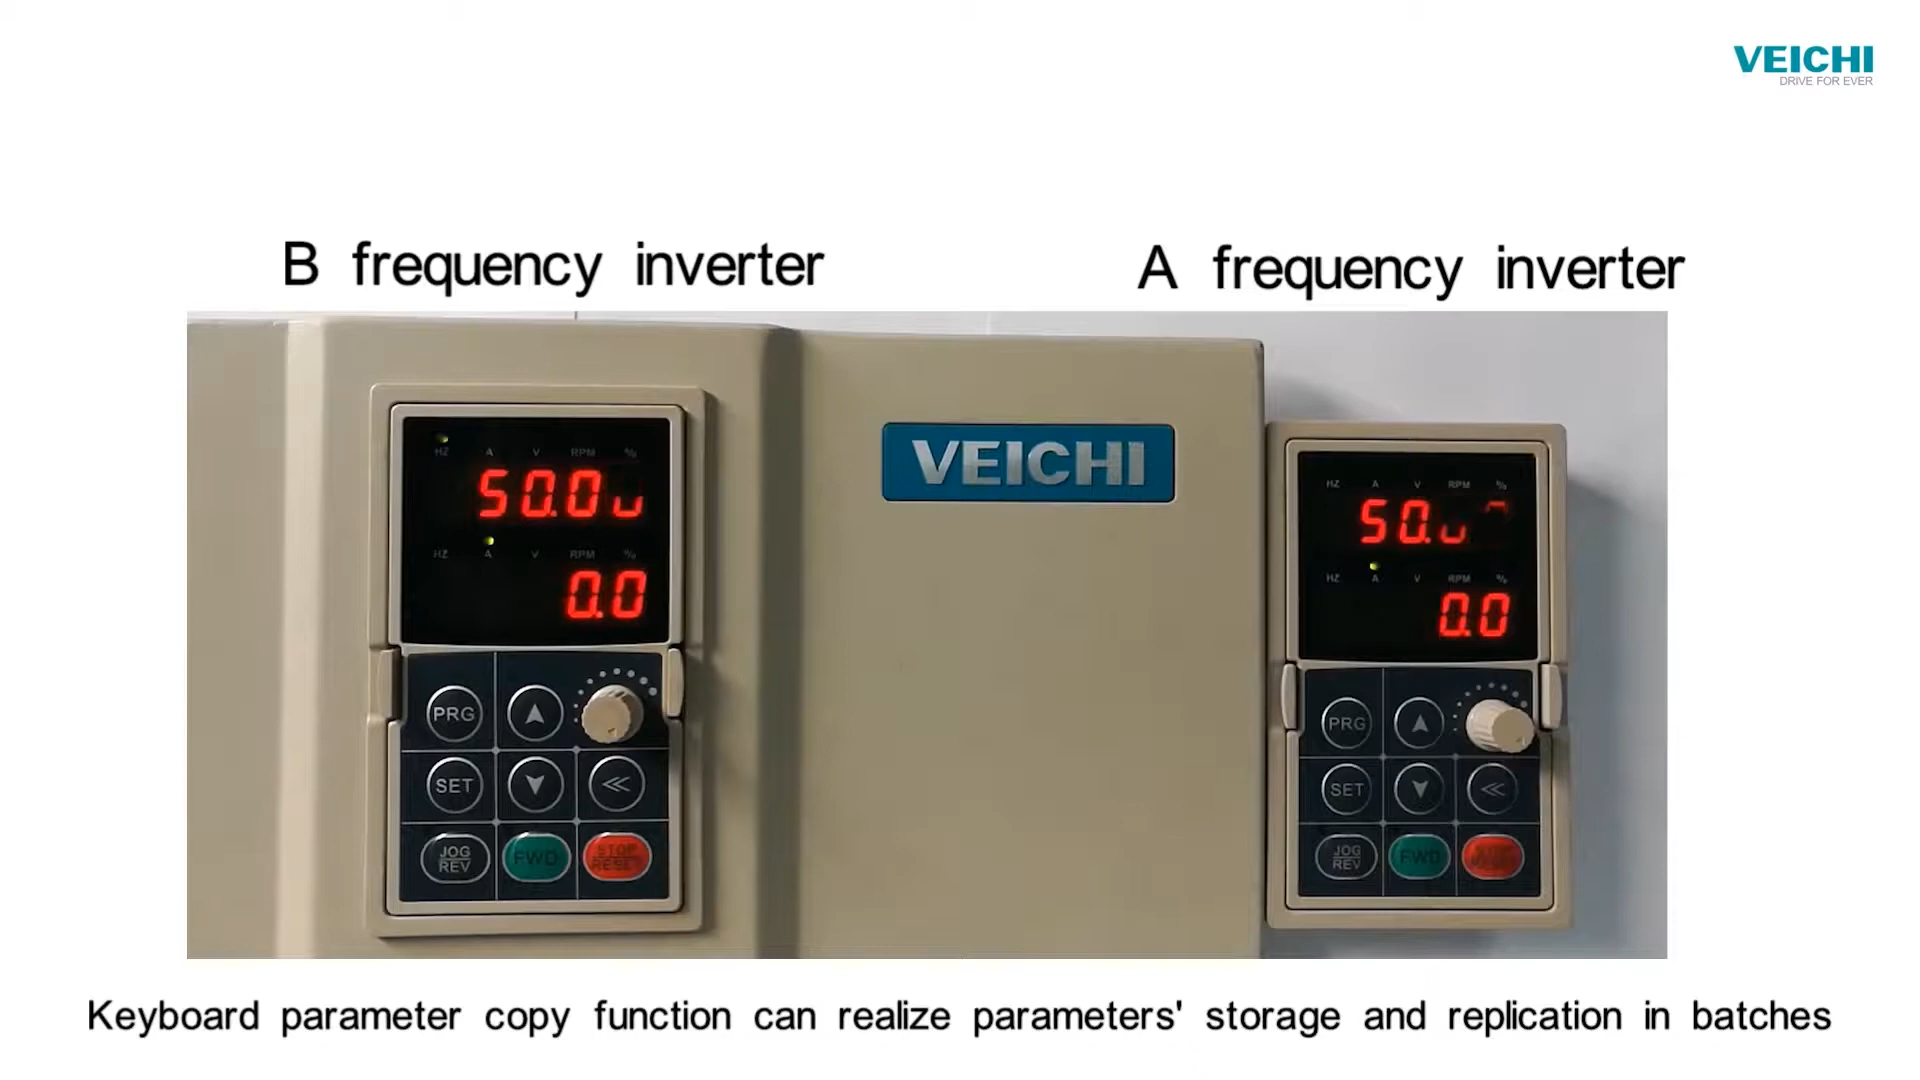 VEICHI
DRIVE FOR EVER
B frequency inverter
A frequency inverter
VEICHI
HZ A V RPM %
50.0
HZ A V RPM %
0.0
PRG
SET
JOG
REV
FWD
STOP
RESET
HZ A V RPM %
50.
HZ A V RPM %
0.0
PRG
SET
JOG
REV
FWD
Keyboard parameter copy function can realize parameters' storage and replication in batches